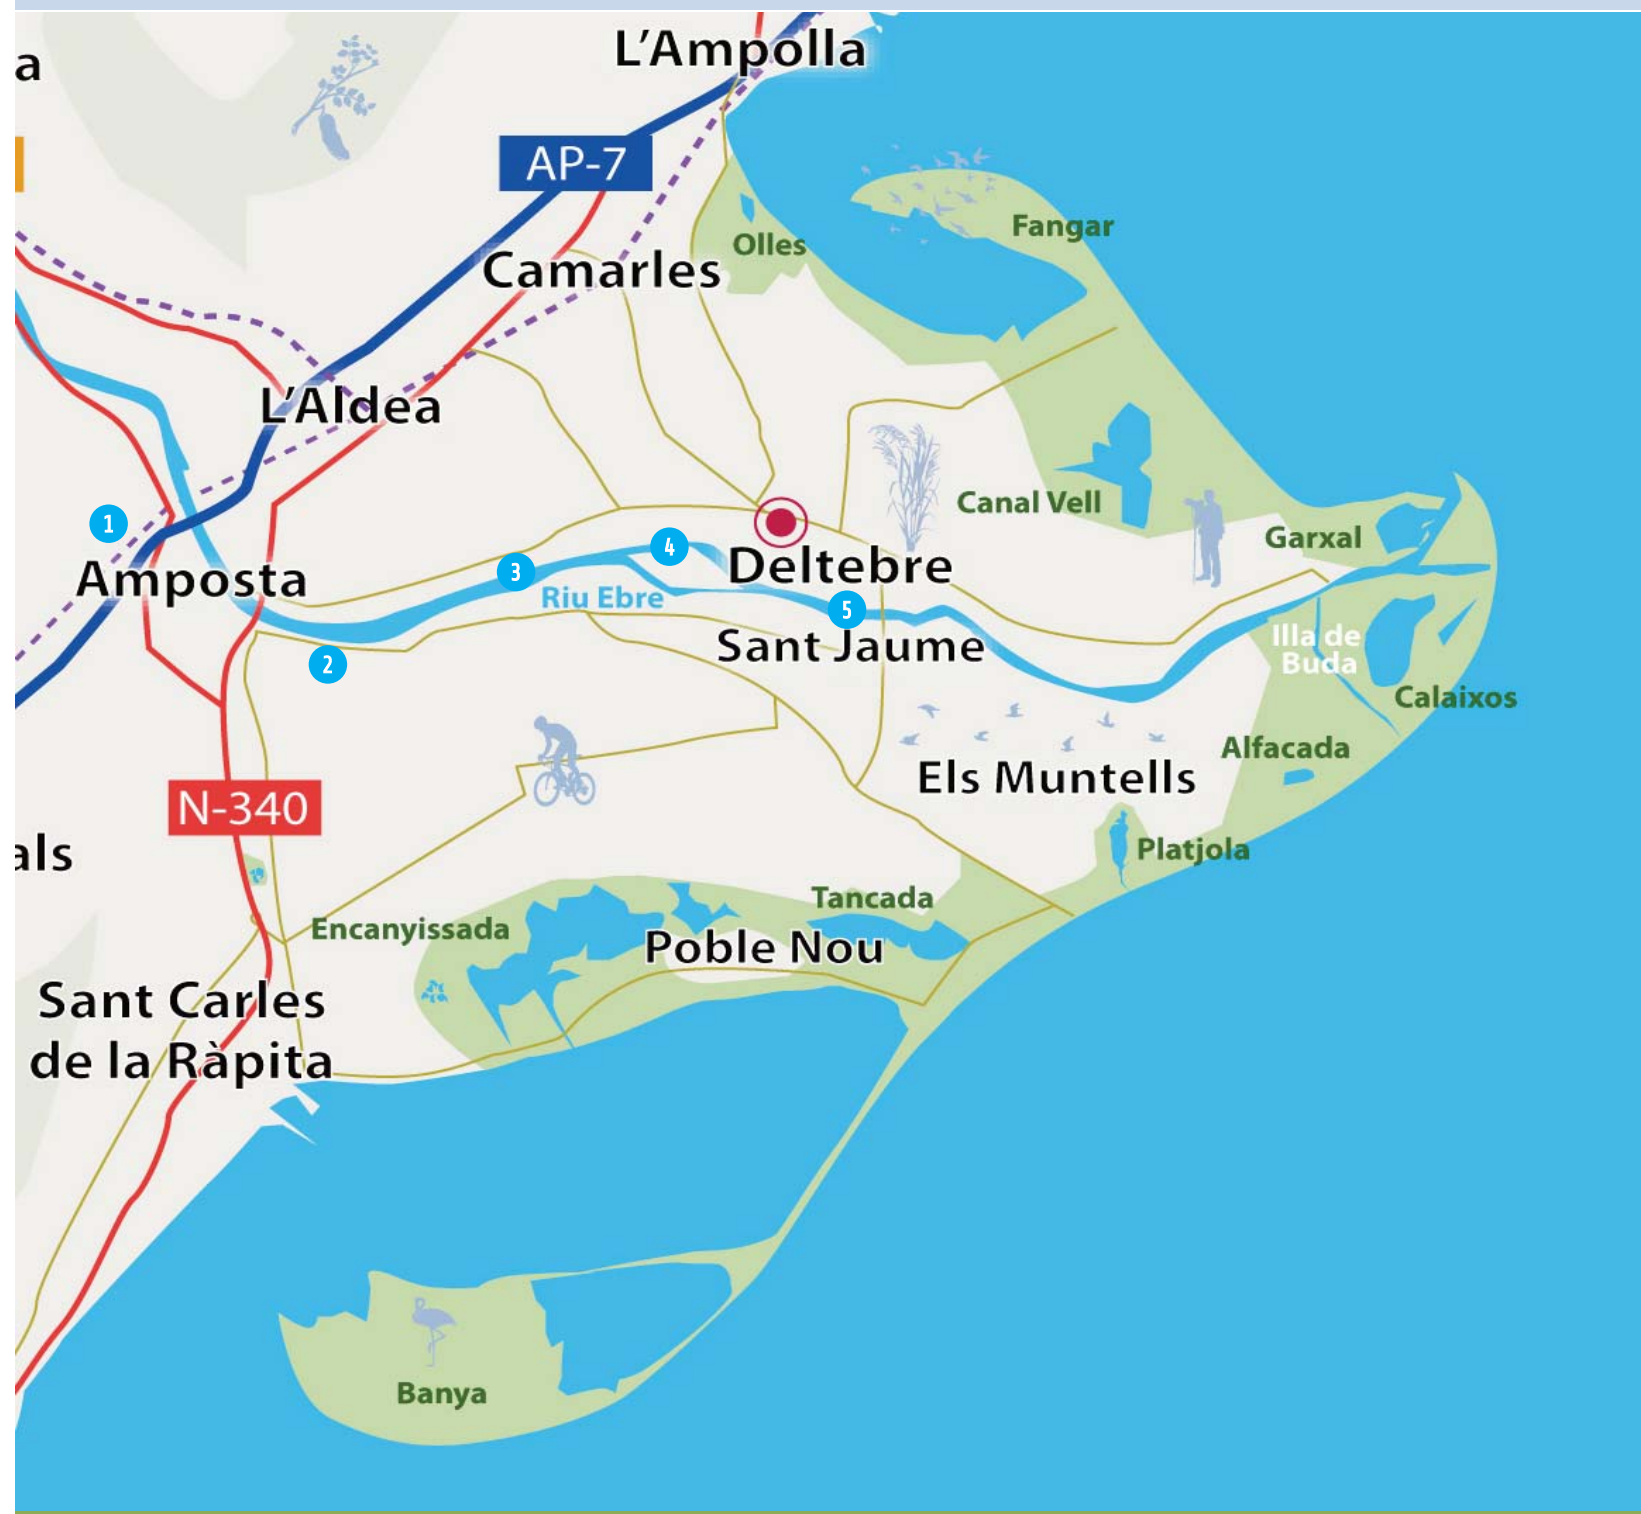 L'Ampolla
a
AP-7
Fangar
Olles
Camarles
L'Aldea
Canal Vell
1
Garxal
4
Deltebre
3
Amposta
Riu Ebre
5
Illa de
Buda
Sant Jaume
2
Calaixos
Alfacada
Els Muntells
N-340
Platjola
als
Tancada
Encanyissada
Poble Nou
Sant Carles
de la Ràpita
Banya